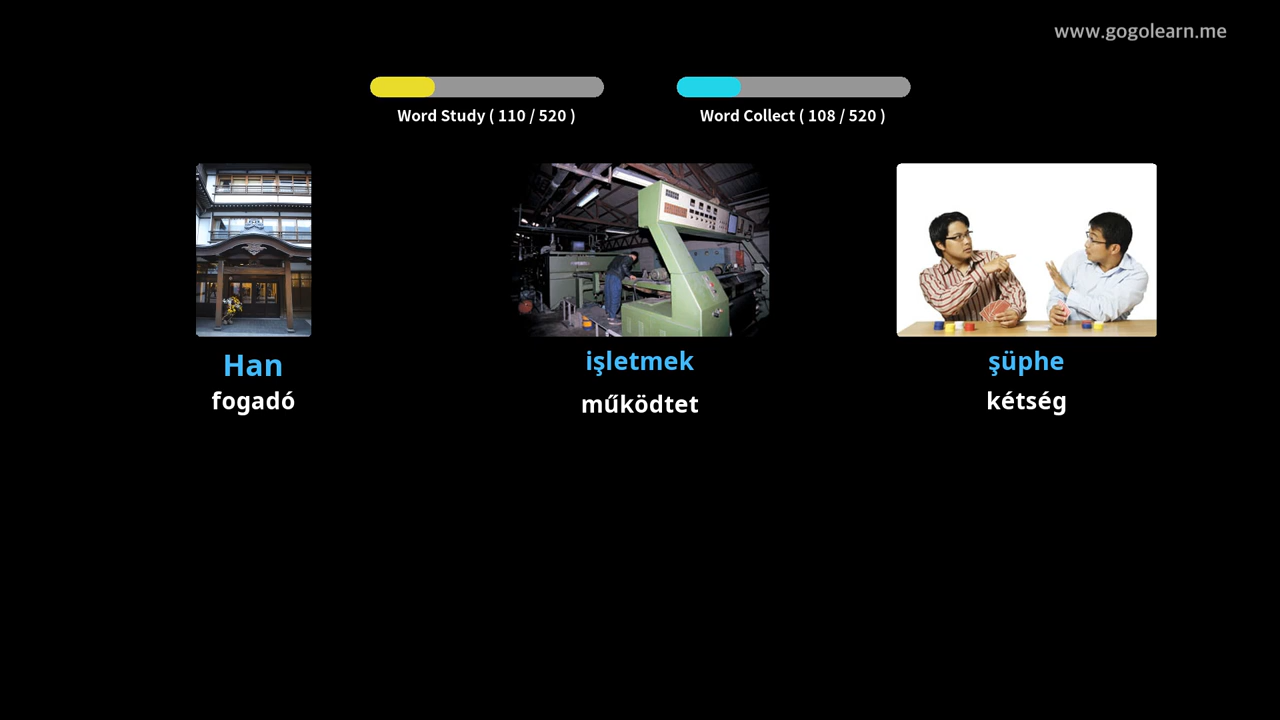 www.gogolearn.me
Word Study ( 110 / 520 )
Word Collect ( 108 / 520 )
Han
fogadó
işletmek
működtet
şüphe
kétség